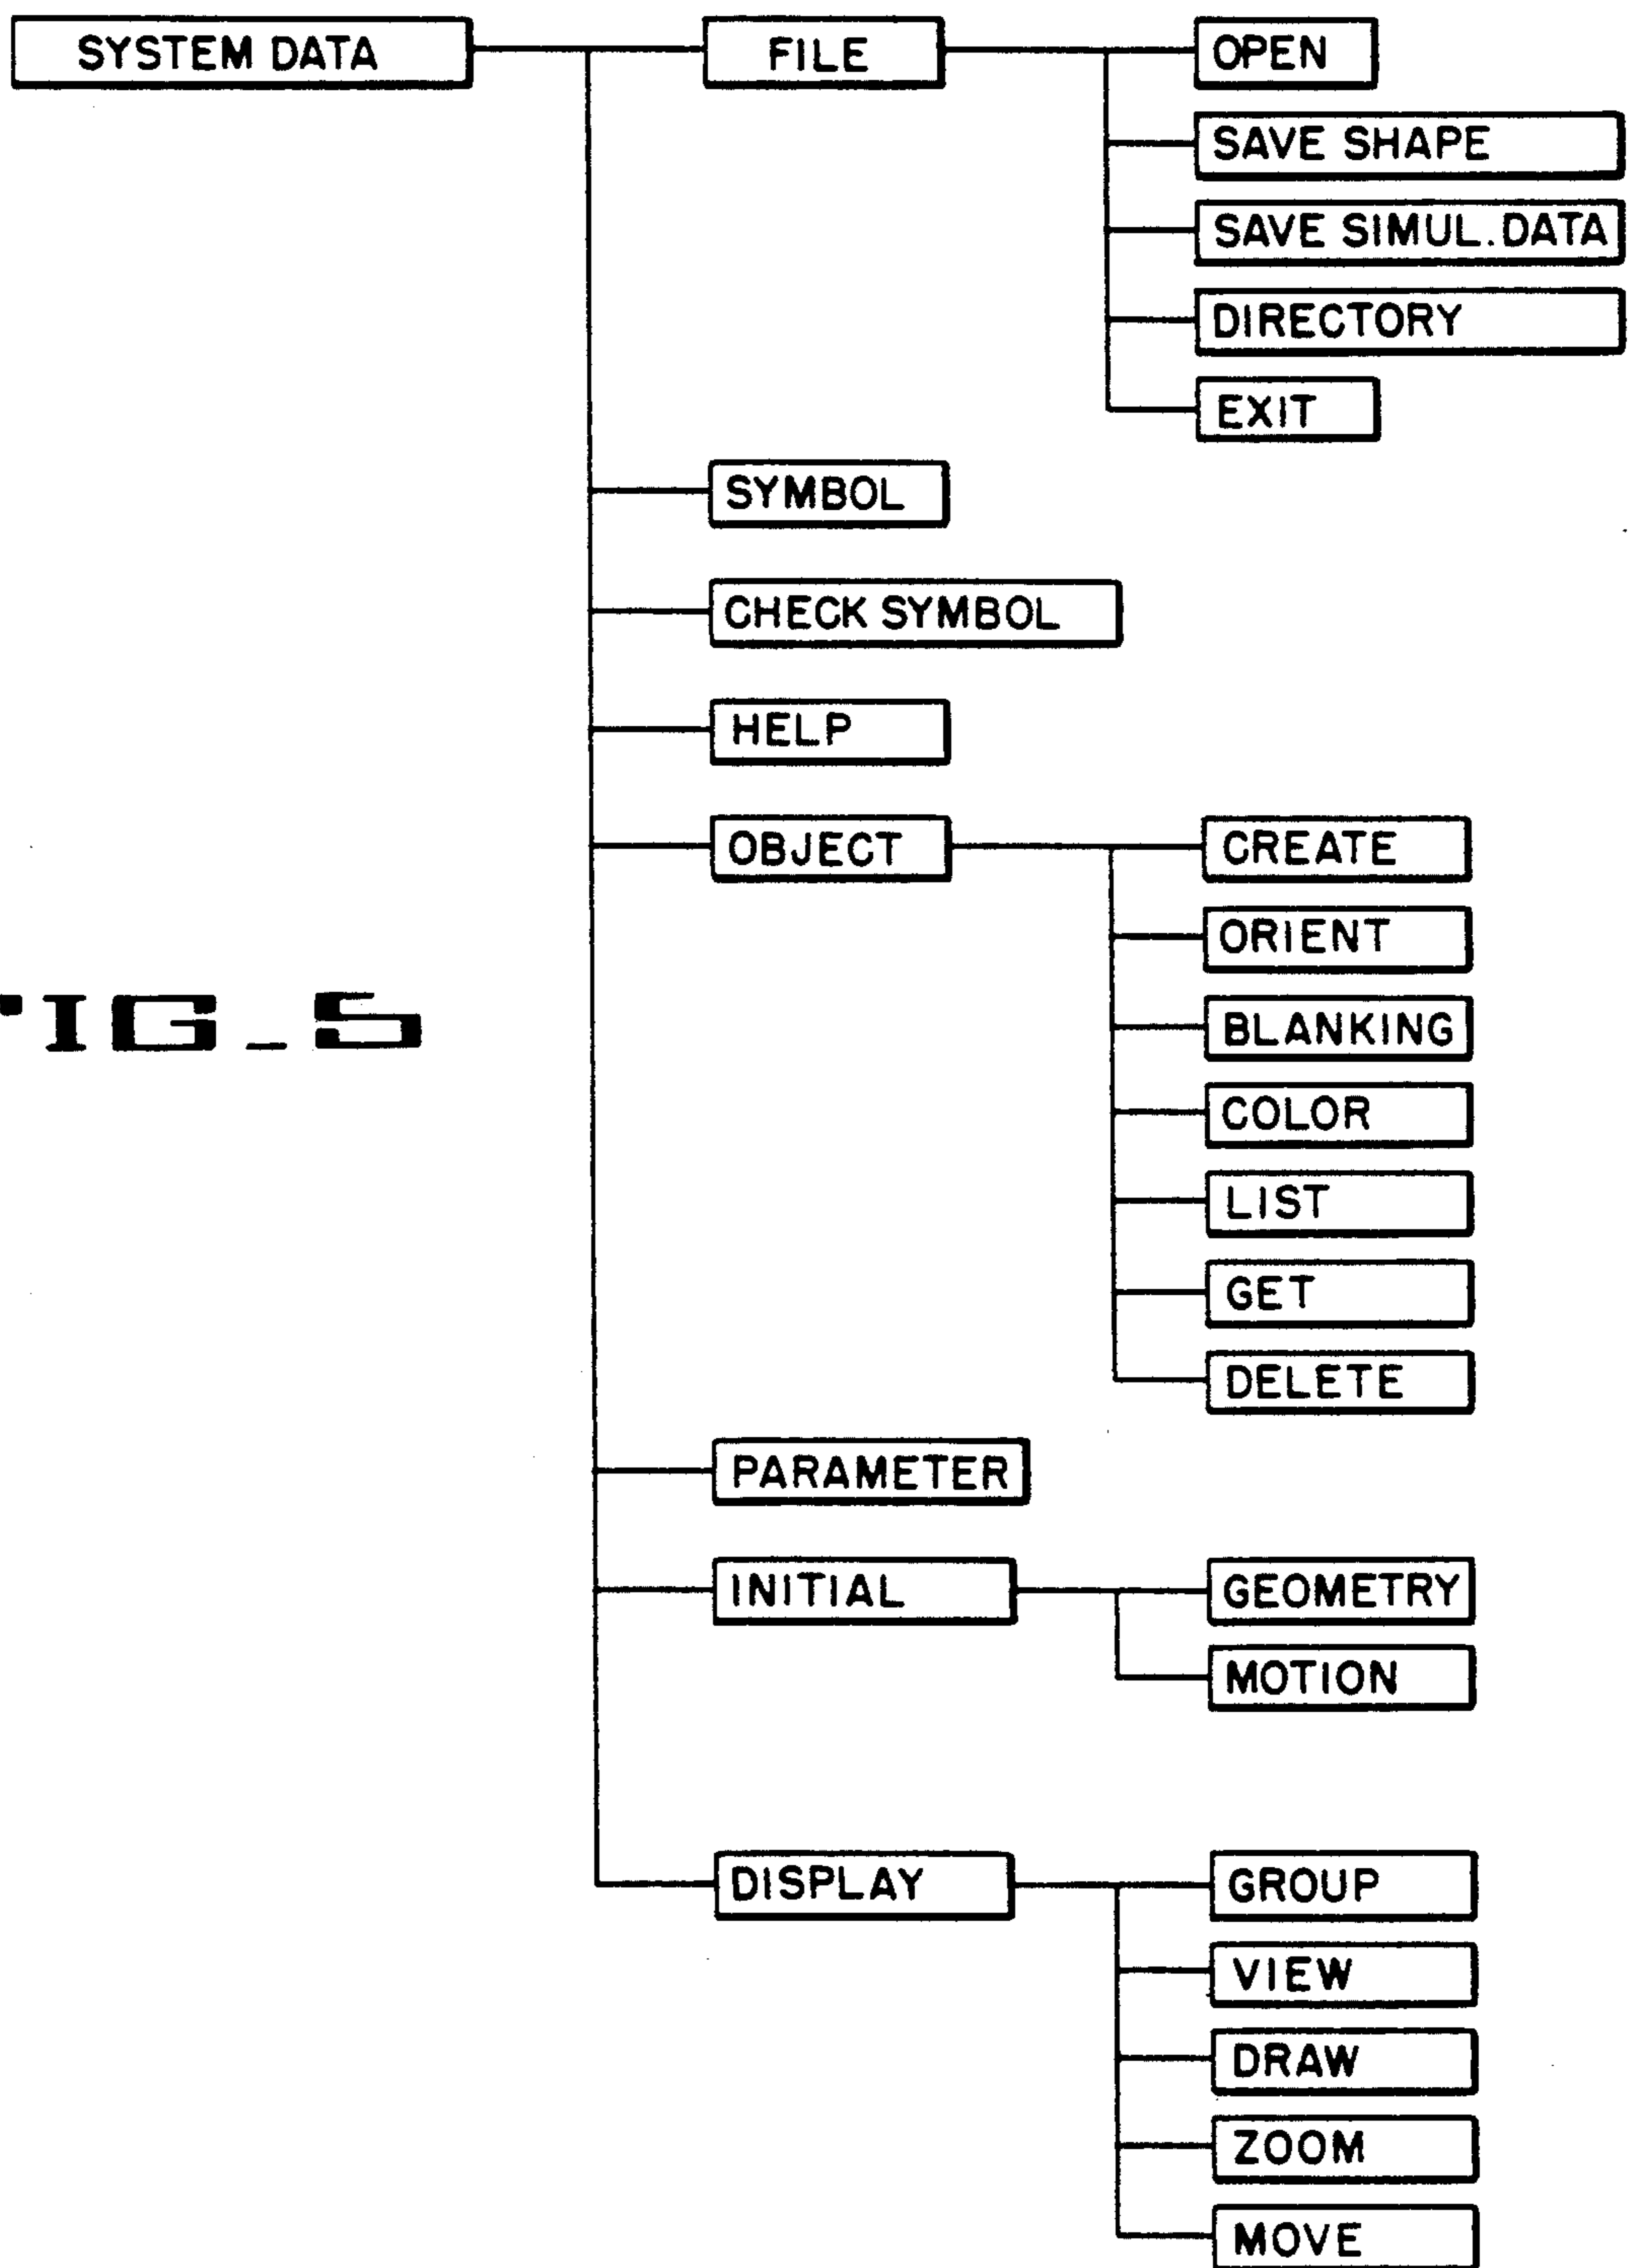 SYSTEM DATA
FILE
OPEN
SAVE SHAPE
SAVE SIMUL. DATA
DIRECTORY
EXIT
SYMBOL
CHECK SYMBOL
HELP
OBJECT
CREATE
ORIENT
BLANKING
COLOR
LIST
GET
DELETE
FIG_5
PARAMETER
INITIAL
GEOMETRY
MOTION
DISPLAY
GROUP
VIEW
DRAW
ZOOM
MOVE